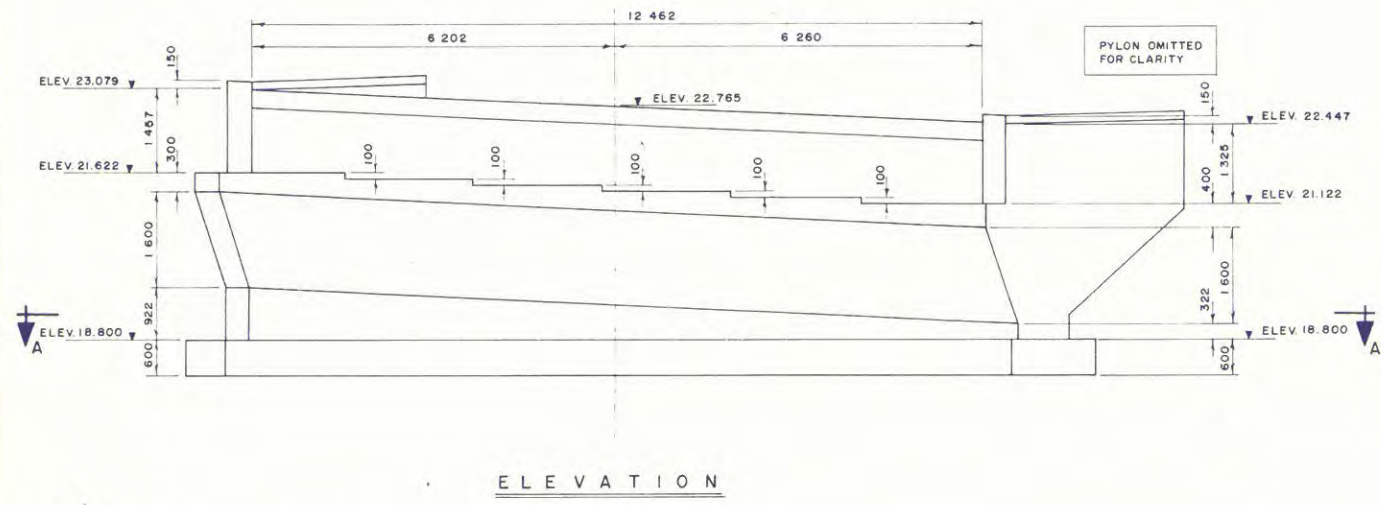 12 462
6 202
6 260
PYLON OMITTED
FOR CLARITY
150
ELEV. 23.079
ELEV. 22.765
150
ELEV. 22.447
1 457
300
ELEV. 21.622
100
100
100
100
100
1 325
400
ELEV. 21.122
1 600
1 600
922
322
ELEV. 18.800
ELEV. 18.800
A
A
600
600
ELEVATION